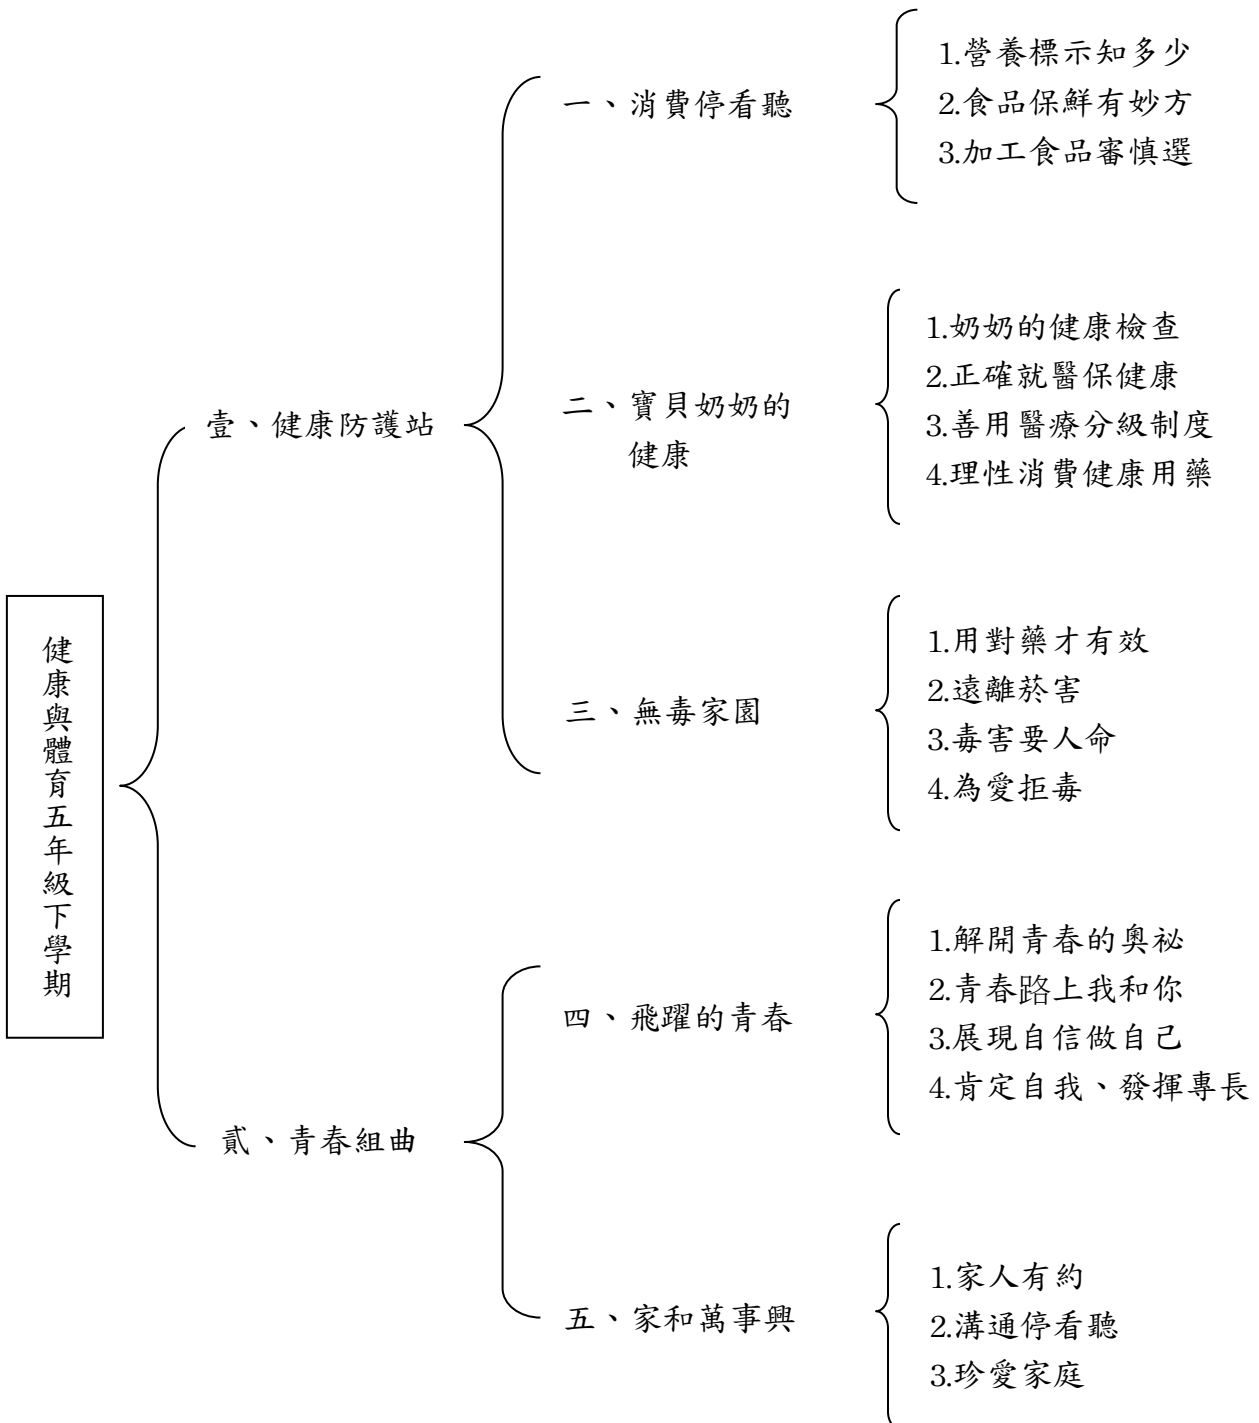 健康與體育五年級下學期
壹、健康防護站
一、消費停看聽
1.營養標示知多少
2.食品保鮮有妙方
3.加工食品審慎選
二、寶貝奶奶的
健康
1.奶奶的健康檢查
2.正確就醫保健康
3.善用醫療分級制度
4.理性消費健康用藥
三、無毒家園
1.用對藥才有效
2.遠離菸害
3.毒害要人命
4.為愛拒毒
貳、青春組曲
四、飛躍的青春
1.解開青春的奧祕
2.青春路上我和你
3.展現自信做自己
4.肯定自我、發揮專長
五、家和萬事興
1.家人有約
2.溝通停看聽
3.珍愛家庭